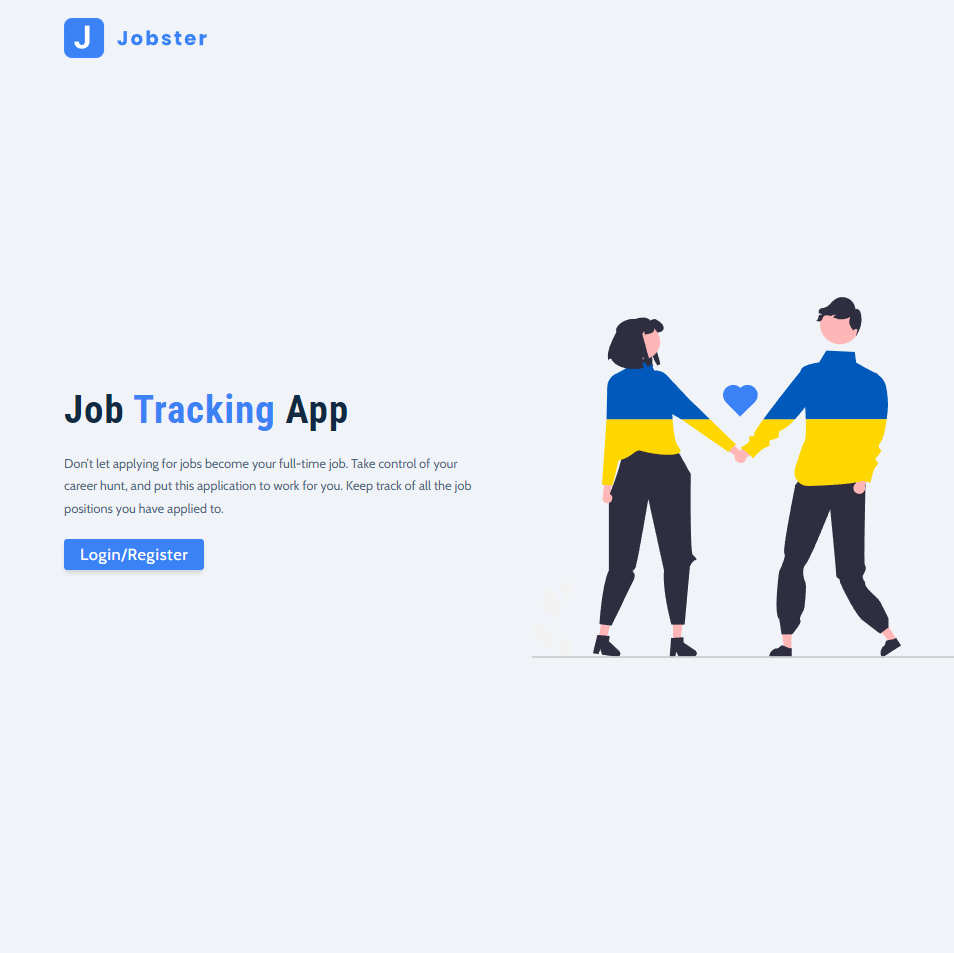 J Jobster
Job Tracking App
Don't let applying for jobs become your full-time job. Take control of your
career hunt, and put this application to work for you. Keep track of all the job
positions you have applied to.
Login/Register